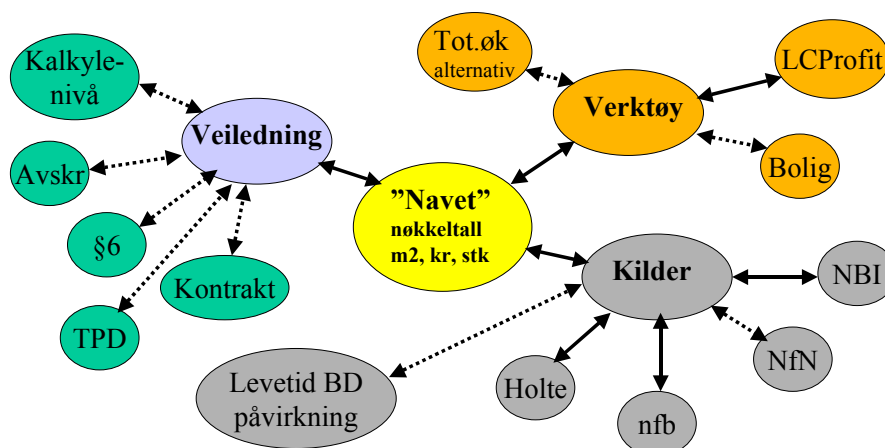 Kalkyle-
nivå
Avskr
§6
TPD
Kontrakt
Veiledning
”Navet”
nøkkeltall
m2, kr, stk
Tot.øk
alternativ
Verktøy
LCProfit
Bolig
Kilder
NBI
NfN
nfb
Holte
Levetid BD
påvirkning